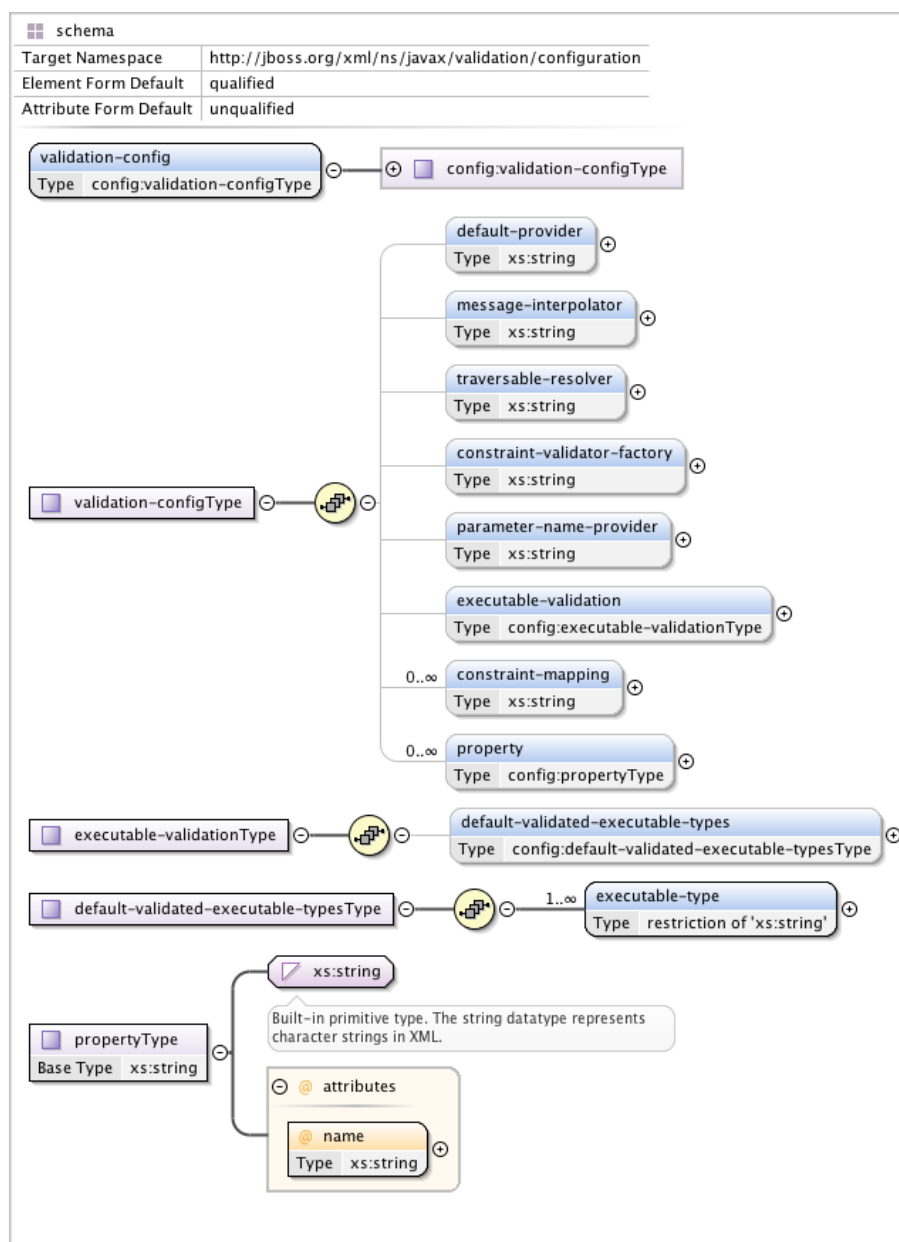 schema
Target Namespace http://jboss.org/xml/ns/javax/validation/configuration
Element Form Default qualified
Attribute Form Default unqualified
validation-config
Type config:validation-configType
config:validation-configType
default-provider
Type xs:string
message-interpolator
Type xs:string
traversable-resolver
Type xs:string
constraint-validator-factory
Type xs:string
validation-configType
parameter-name-provider
Type xs:string
executable-validation
Type config:executable-validationType
0..∞
constraint-mapping
Type xs:string
0..∞
property
Type config:propertyType
executable-validationType
default-validated-executable-types
Type config:default-validated-executable-typesType
default-validated-executable-typesType
1..∞
executable-type
Type restriction of 'xs:string'
xs:string
Built-in primitive type. The string datatype represents
character strings in XML.
propertyType
Base Type xs:string
@ attributes
@ name
Type xs:string